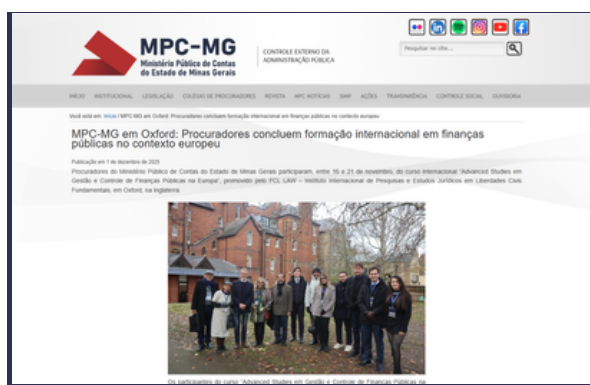 MPC-MG
Ministério Público de Contas
do Estado de Minas Gerais
CONTROLE EXTERNO DA
ADMINISTRAÇÃO PÚBLICA
Pesquisar no site...
INÍCIO INSTITUCIONAL LEGISLAÇÃO COLÉGIO DE PROCURADORES REVISTA MPC NOTÍCIAS SIMP AÇÕES TRANSPARÊNCIA CONTROLE SOCIAL OUVIDORIA
Você está em: Início / MPC-MG em Oxford: Procuradores concluem formação internacional em finanças públicas no contexto europeu
MPC-MG em Oxford: Procuradores concluem formação internacional em finanças
públicas no contexto europeu
Publicação em 1 de dezembro de 2025
Procuradores do Ministério Público de Contas do Estado de Minas Gerais participaram, entre 16 e 21 de novembro, do curso internacional “Advanced Studies em
Gestão e Controle de Finanças Públicas na Europa”, promovido pelo FCL LAW – Instituto Internacional de Pesquisas e Estudos Jurídicos em Liberdades Civis
Fundamentais, em Oxford, na Inglaterra.
Os participantes do curso “Advanced Studies em Gestão e Controle de Finanças Públicas na